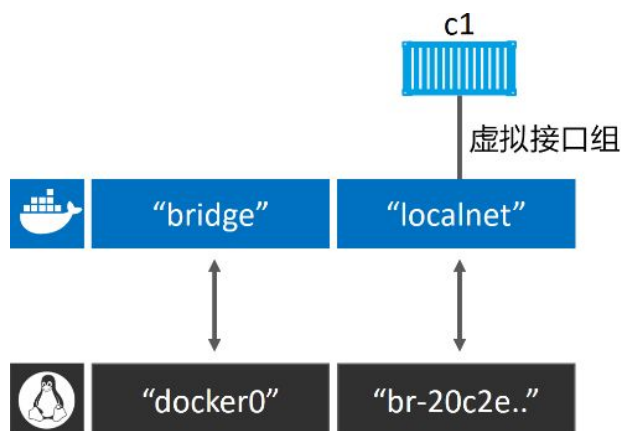 c1
虚拟接口组
“bridge”
“localnet”
“docker0”
“br-20c2e..”